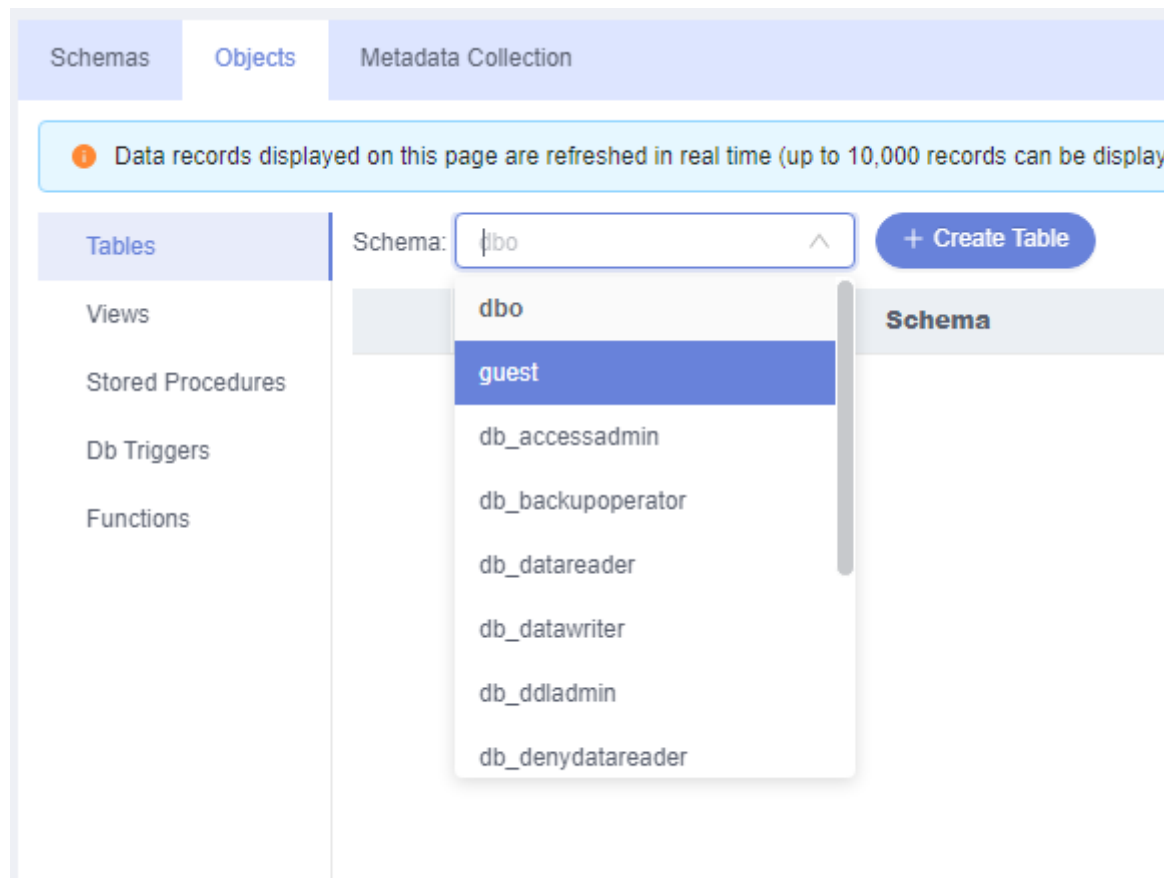 Schemas Objects Metadata Collection
Data records displayed on this page are refreshed in real time (up to 10,000 records can be display
Tables
Views
Stored Procedures
Db Triggers
Functions
Schema: dbo + Create Table
Schema
dbo
guest
db_accessadmin
db_backupoperator
db_datareader
db_datawriter
db_ddladmin
db_denydatareader